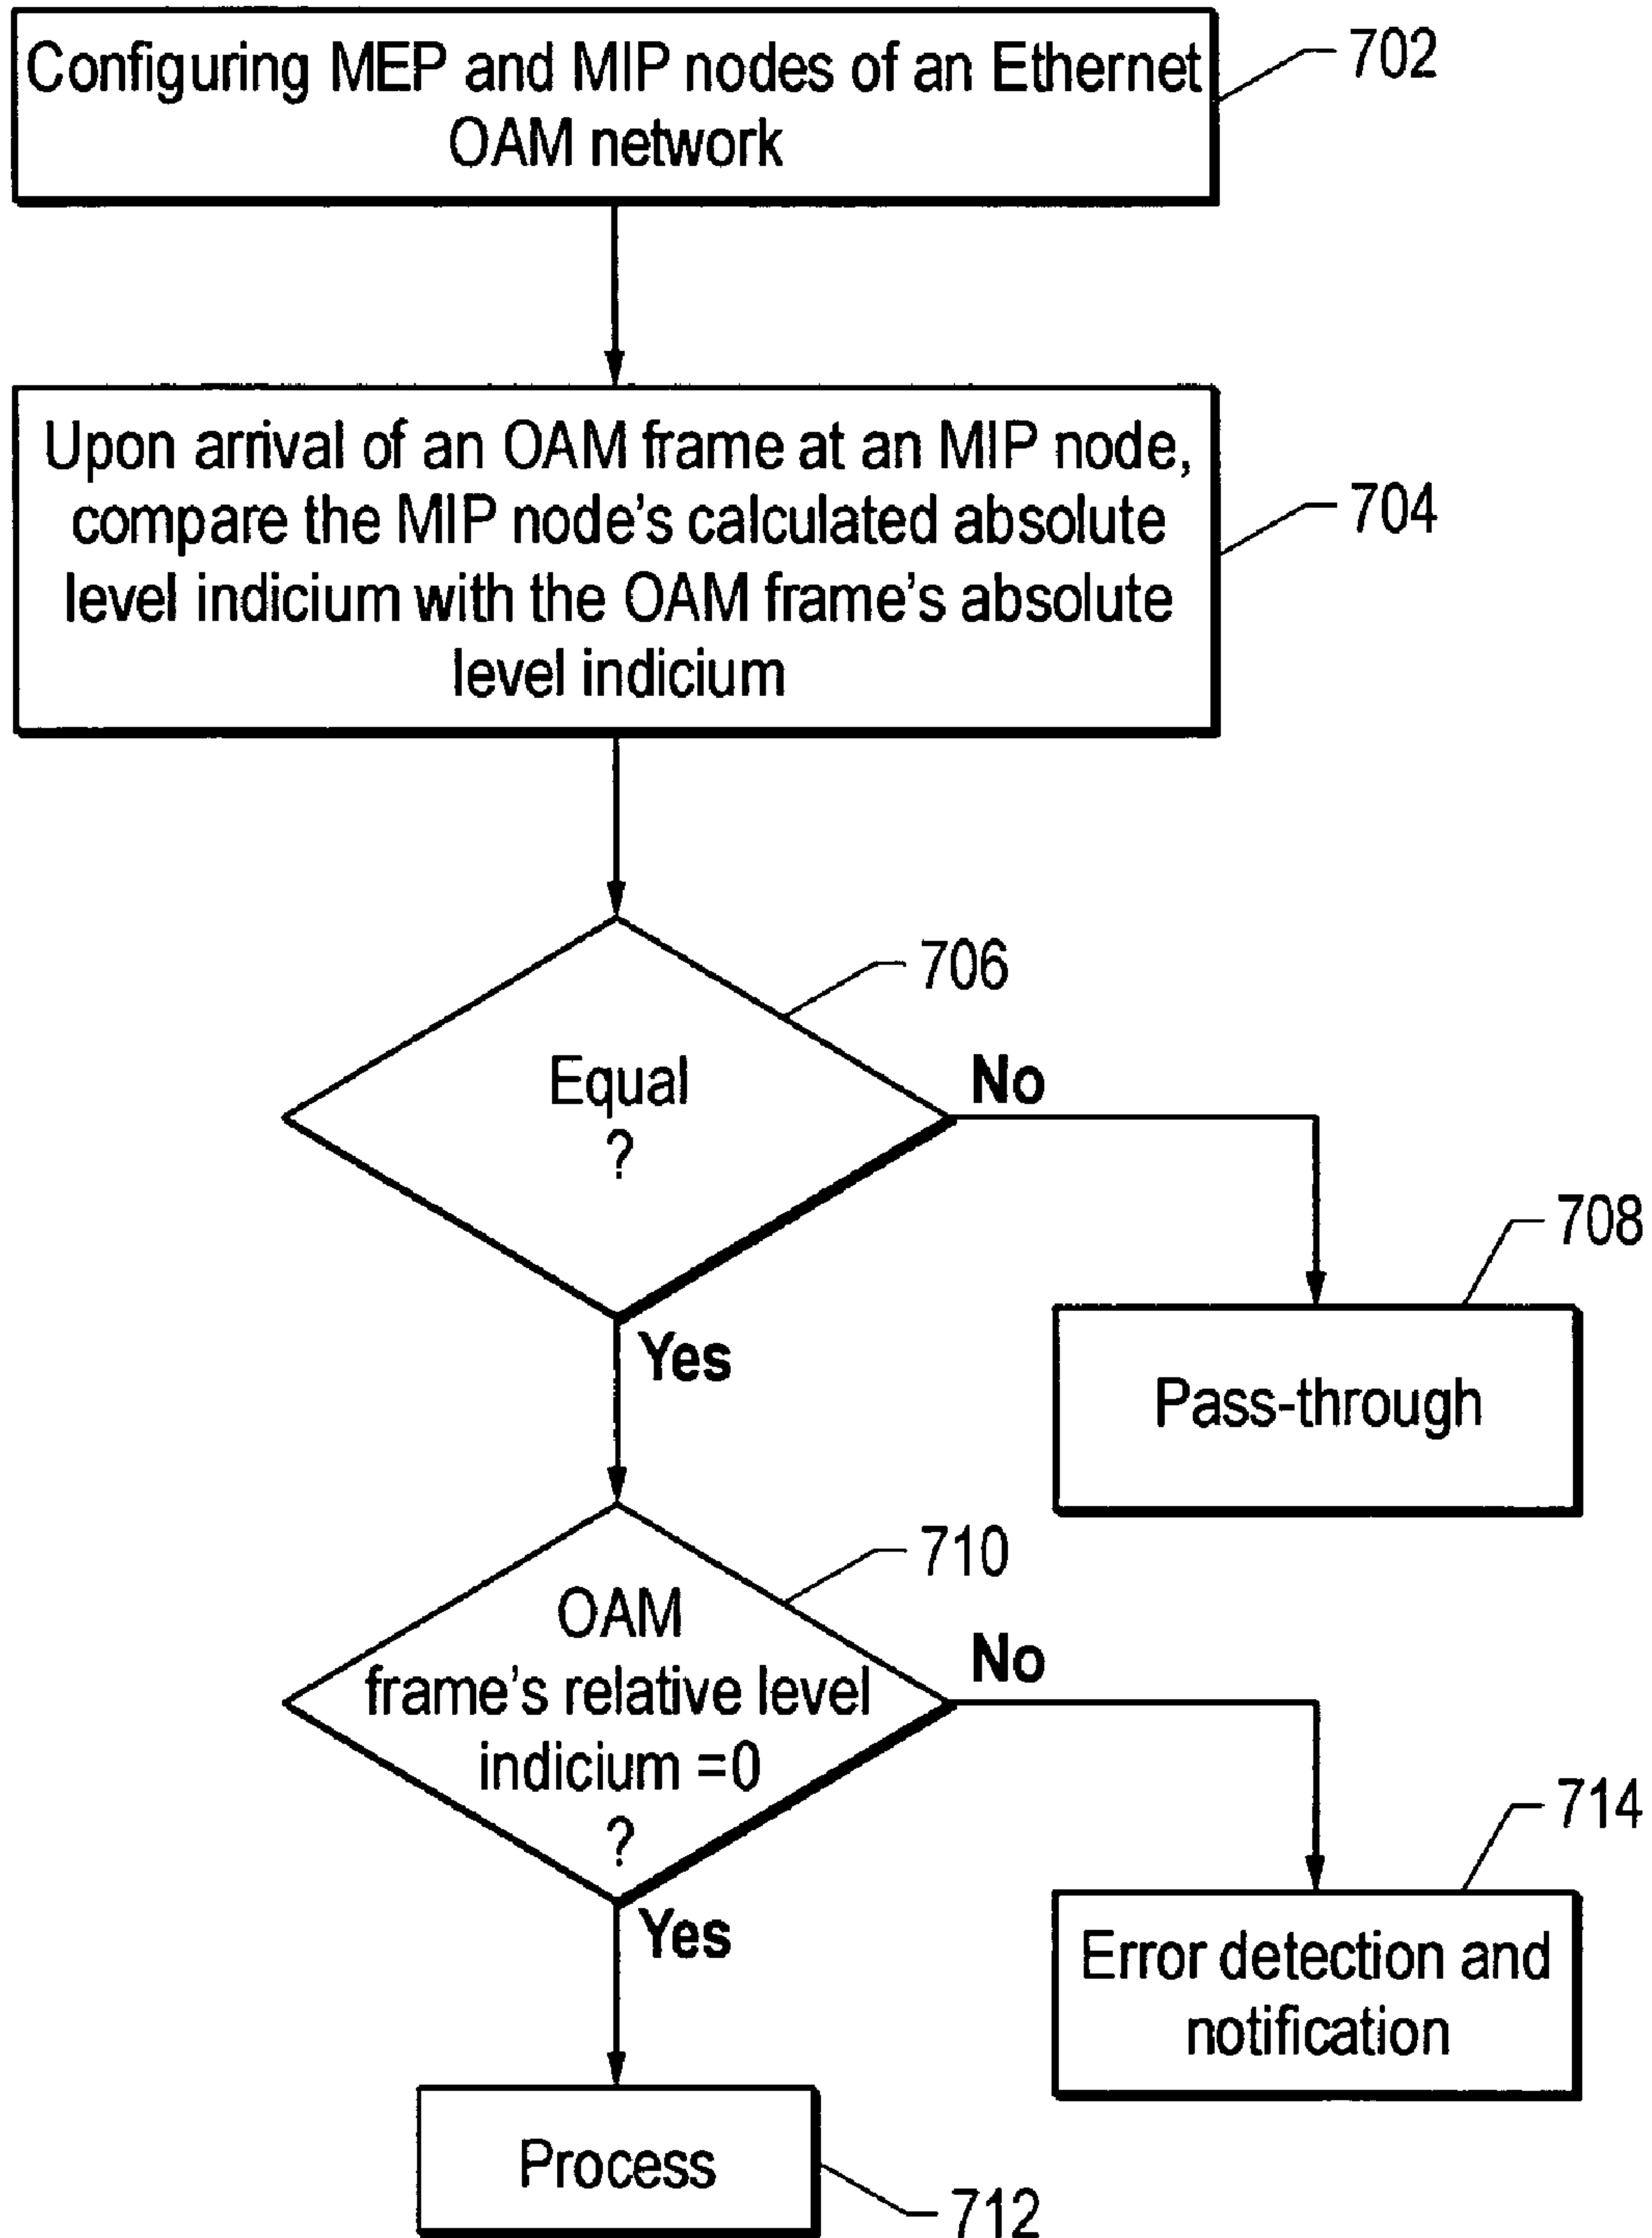 Configuring MEP and MIP nodes of an Ethernet
OAM network
702
Upon arrival of an OAM frame at an MIP node,
compare the MIP node's calculated absolute
level indicium with the OAM frame's absolute
level indicium
704
706
Equal
?
No
Yes
708
Pass-through
710
OAM
frame's relative level
indicium =0
?
No
Yes
714
Error detection and
notification
Process
712